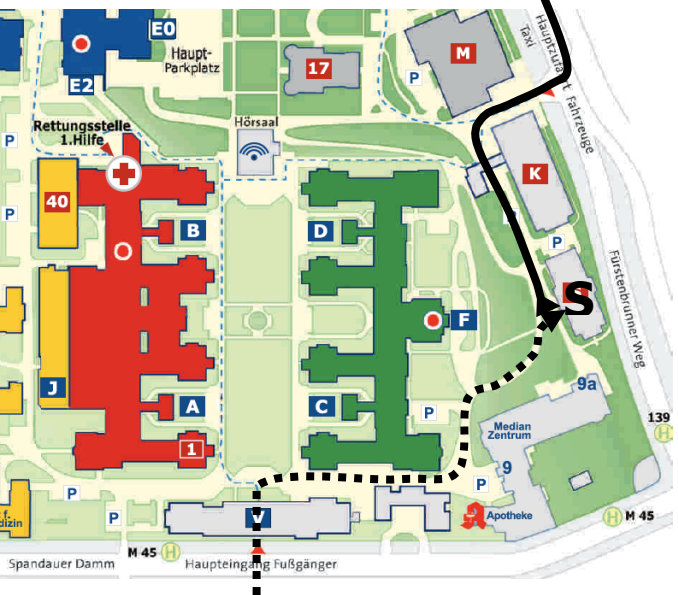 E0
Haupt-
Parkplatz
E2
17
M
P
Taxi
Hauptzufahrt Fahrzeuge
Rettungsstelle
1.Hilfe
Hörsaal
P
40
B
D
K
P
P
S
F
Fürstenbrunner Weg
J
A
C
P
9a
139
H
Median
Zentrum
1
9
P
P
P
Apotheke
H M 45
f.
dizin
M 45 H
Spandauer Damm
Haupteingang Fußgänger